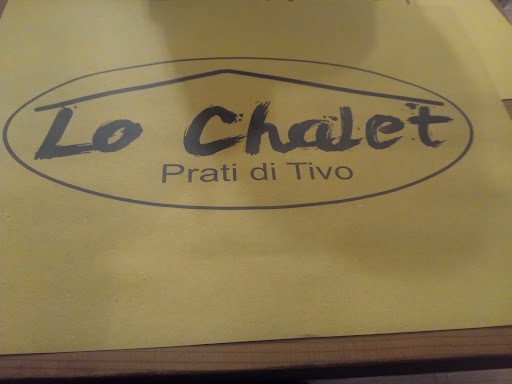 Lo Chalet
Prati di Tivo